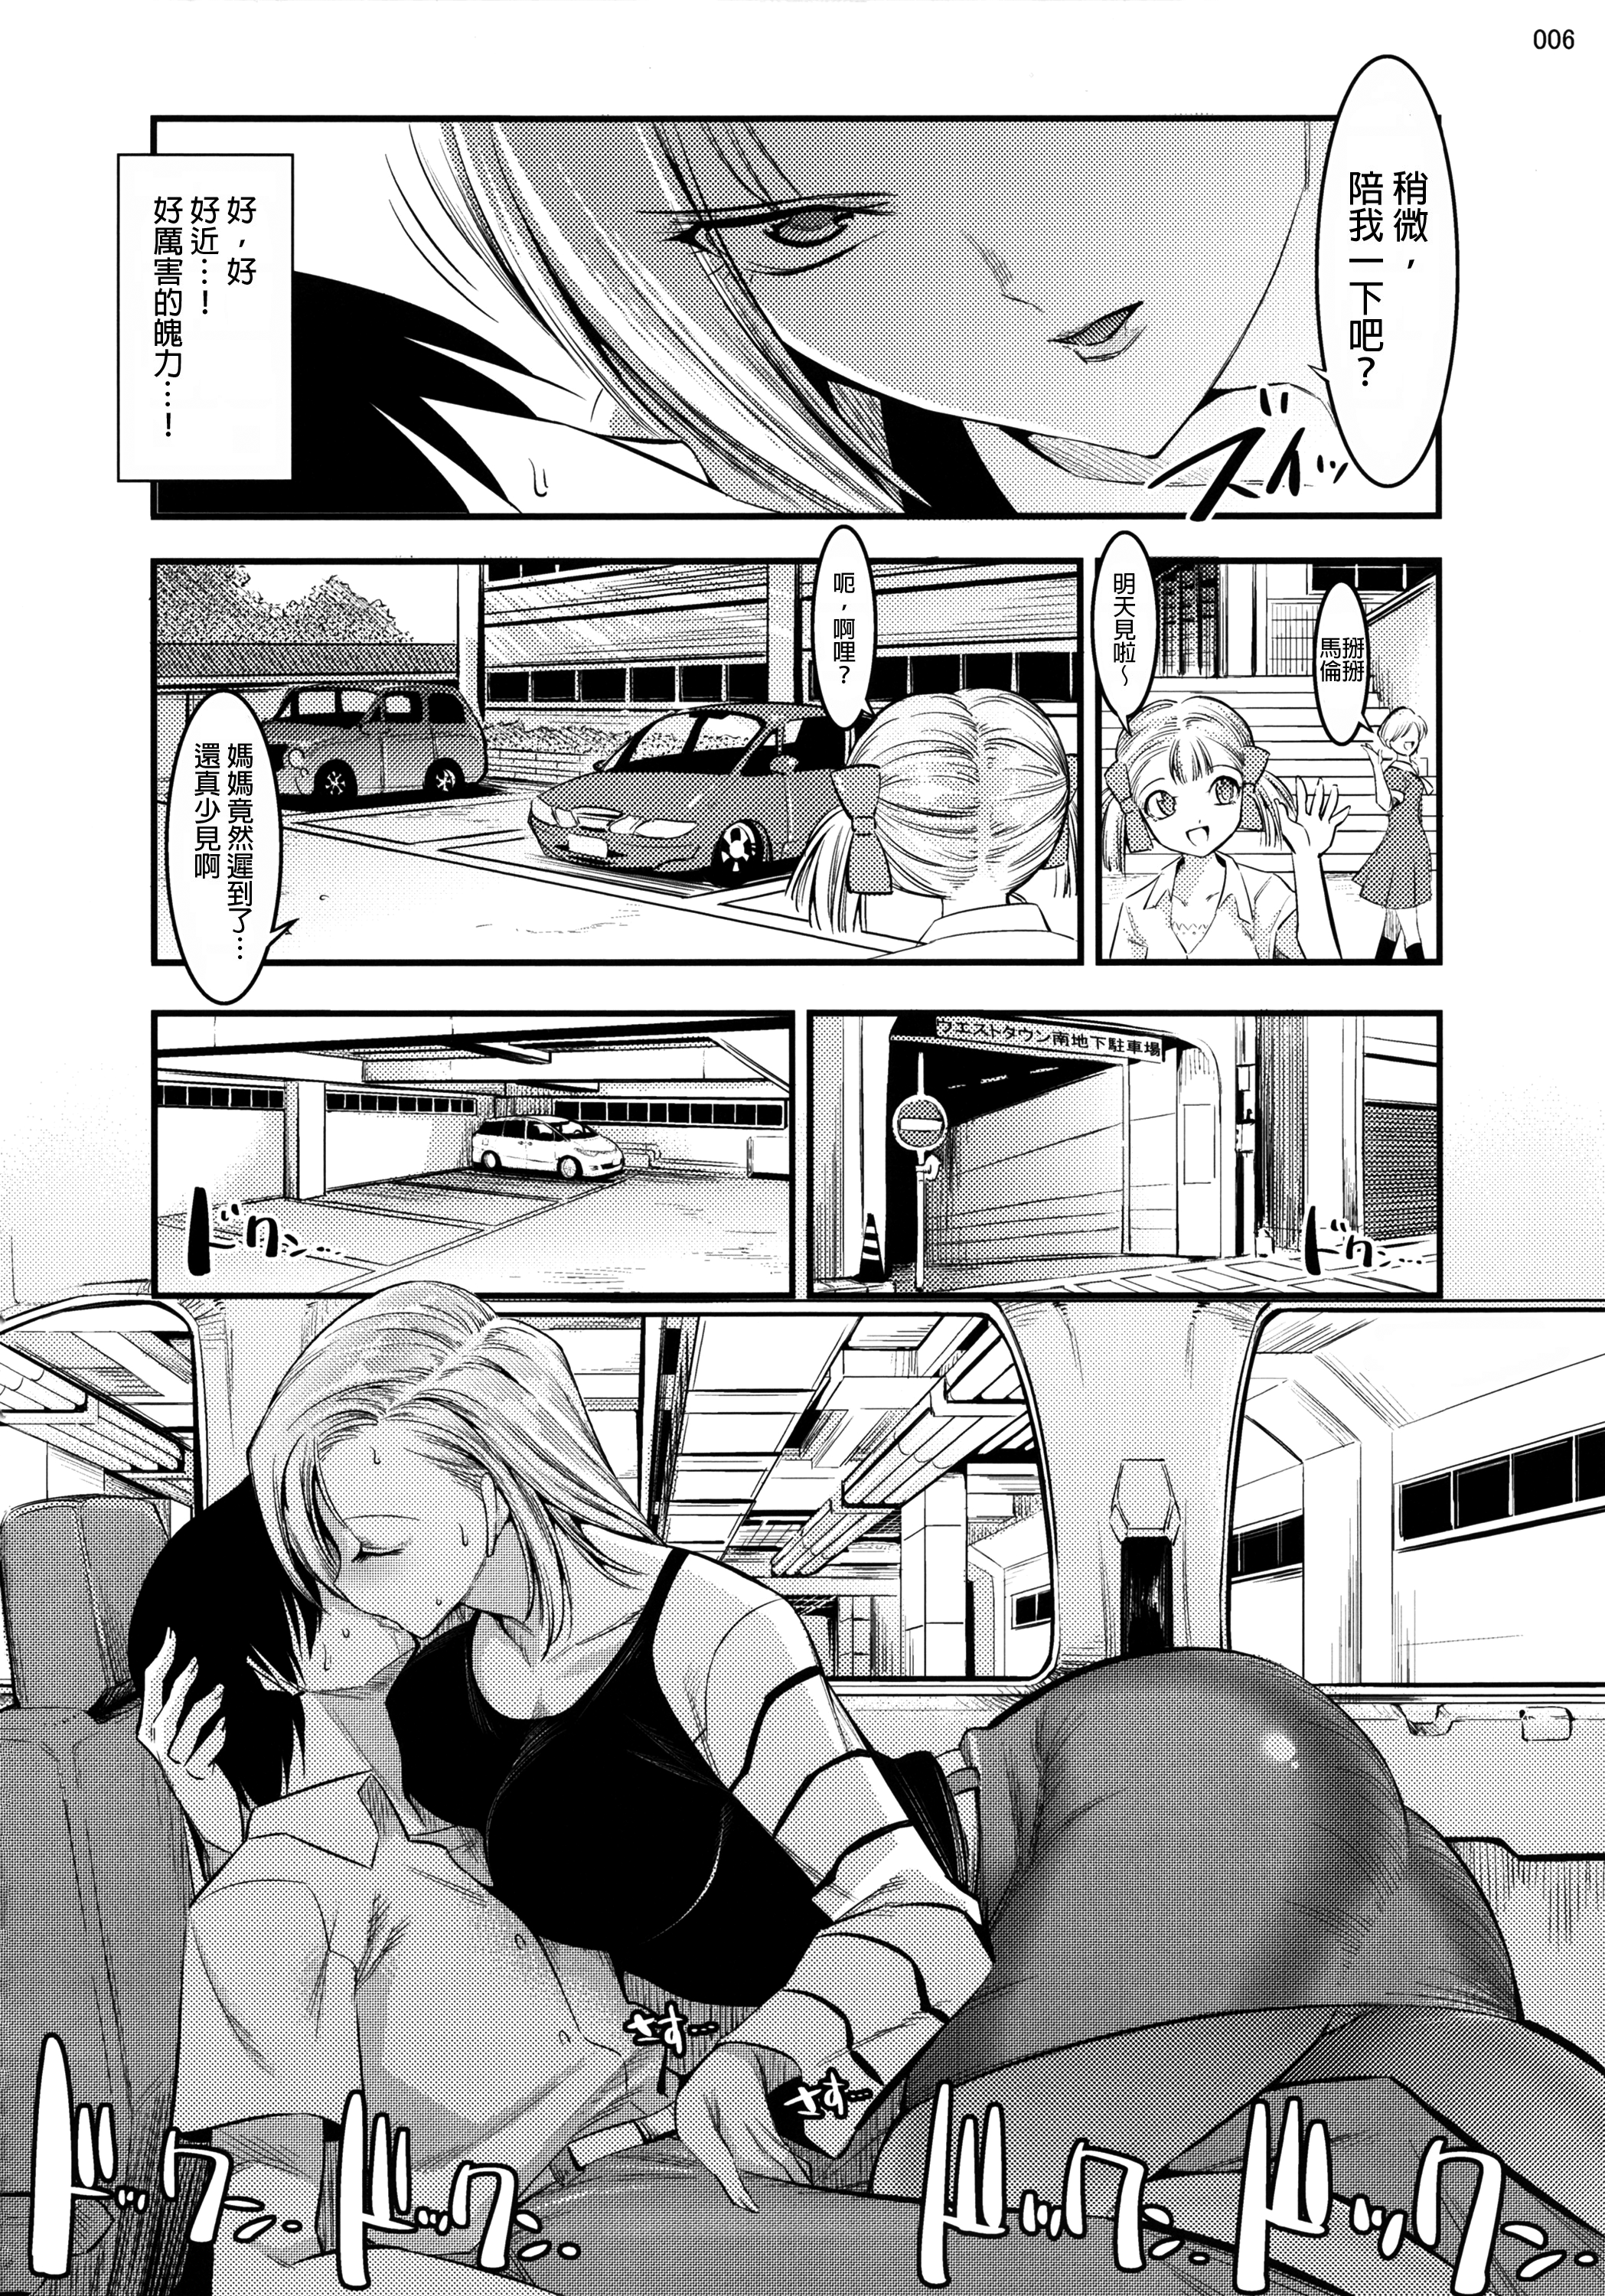 006
稍微，
陪我一下吧？
ズイッ
好，好
好近…！
好厲害的魄力…！
掰掰
馬倫
明天見啦～
呃，啊哩？
媽媽竟然遲到了…
還真少見啊
ウエストタウン南地下駐車場
ドクン…
ドクン…
さす…
さす…
ドックン
ドックン
ドックン
ドックン